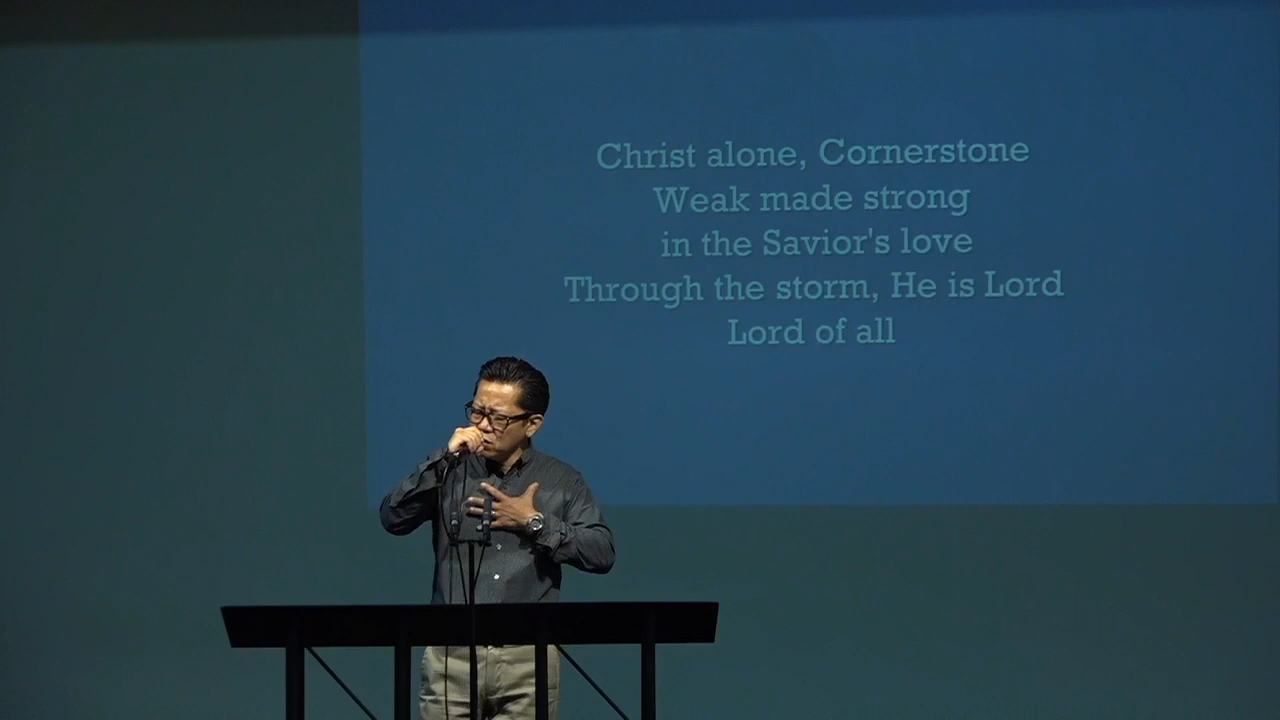 Christ alone, Cornerstone
Weak made strong
in the Savior's love
Through the storm, He is Lord
Lord of all